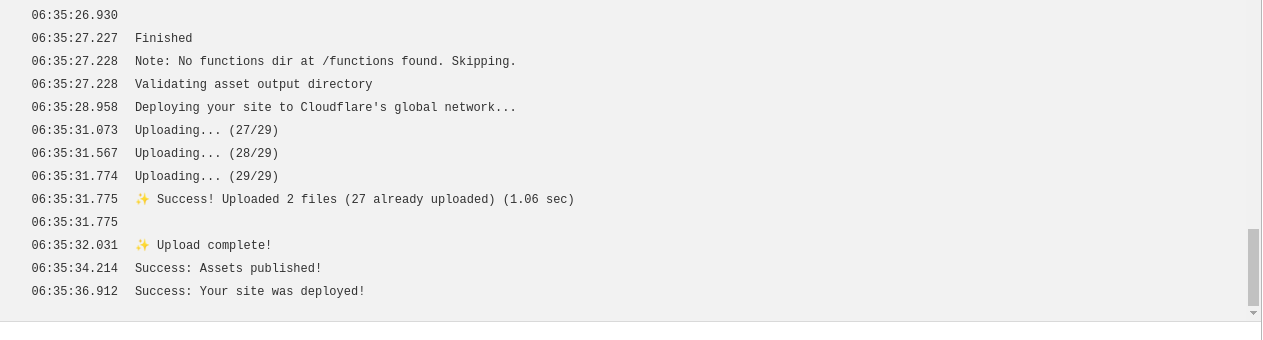 06:35:26.930
06:35:27.227 Finished
06:35:27.228 Note: No functions dir at /functions found. Skipping.
06:35:27.228 Validating asset output directory
06:35:28.958 Deploying your site to Cloudflare's global network...
06:35:31.073 Uploading... (27/29)
06:35:31.567 Uploading... (28/29)
06:35:31.774 Uploading... (29/29)
06:35:31.775 ✨ Success! Uploaded 2 files (27 already uploaded) (1.06 sec)
06:35:31.775
06:35:32.031 ✨ Upload complete!
06:35:34.214 Success: Assets published!
06:35:36.912 Success: Your site was deployed!